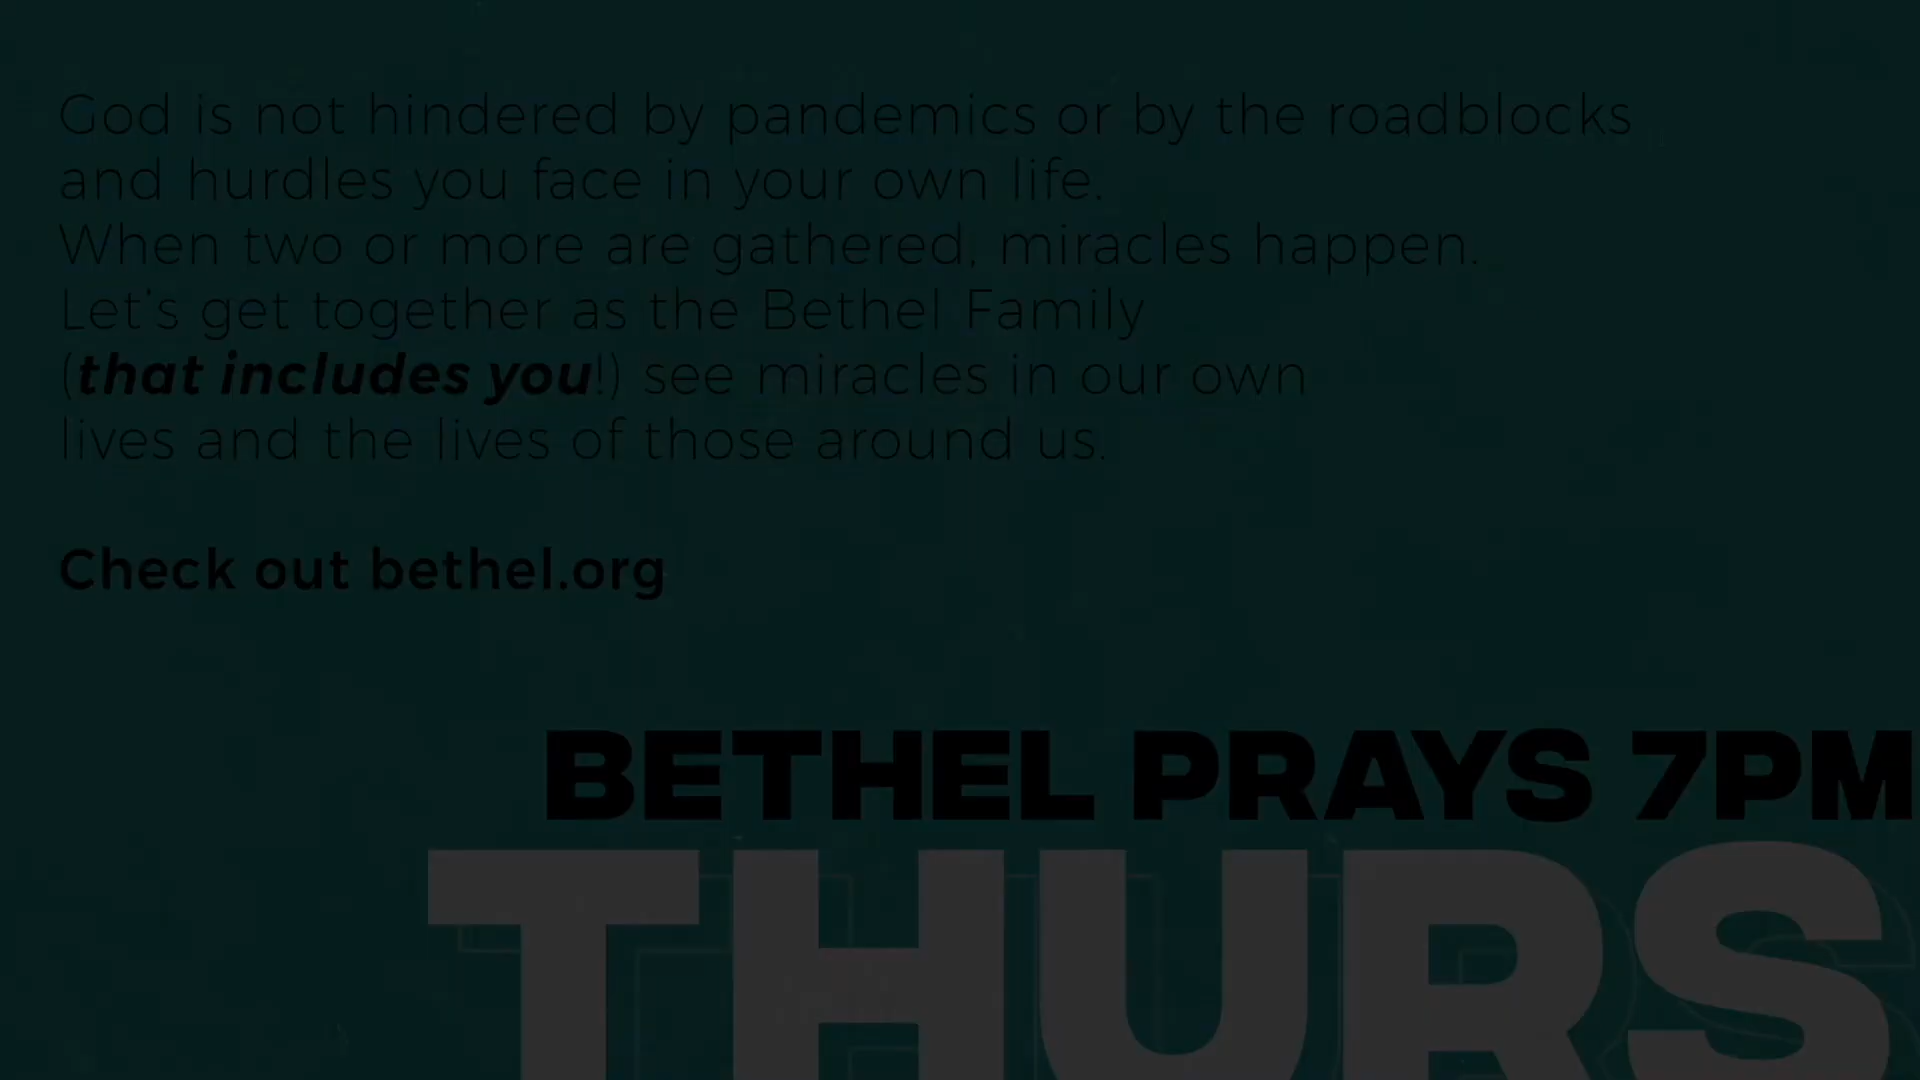 God is not hindered by pandemics or by the roadblocks
and hurdles you face in your own life.
When two or more are gathered, miracles happen.
Let's get together as the Bethel Family
(that includes you!) see miracles in our own
lives and the lives of those around us.
Check out bethel.org
BETHEL PRAYS 7PM
THURS